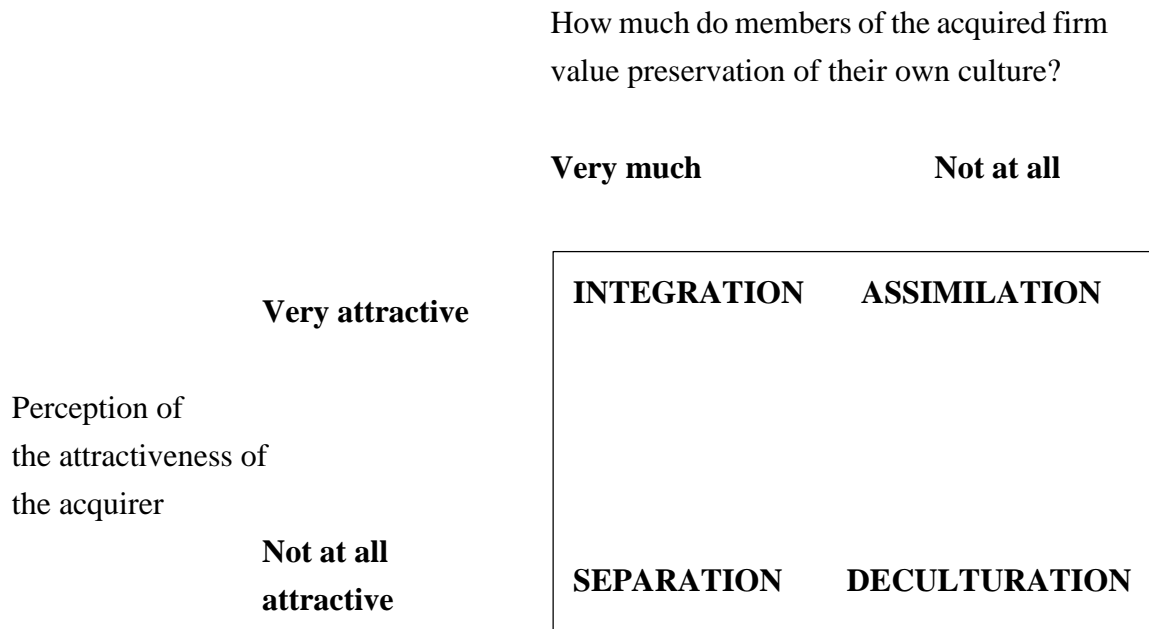 How much do members of the acquired firm
value preservation of their own culture?
Very much Not at all
INTEGRATION ASSIMILATION
Very attractive
Perception of
the attractiveness of
the acquirer
Not at all
attractive
SEPARATION DECULTURATION